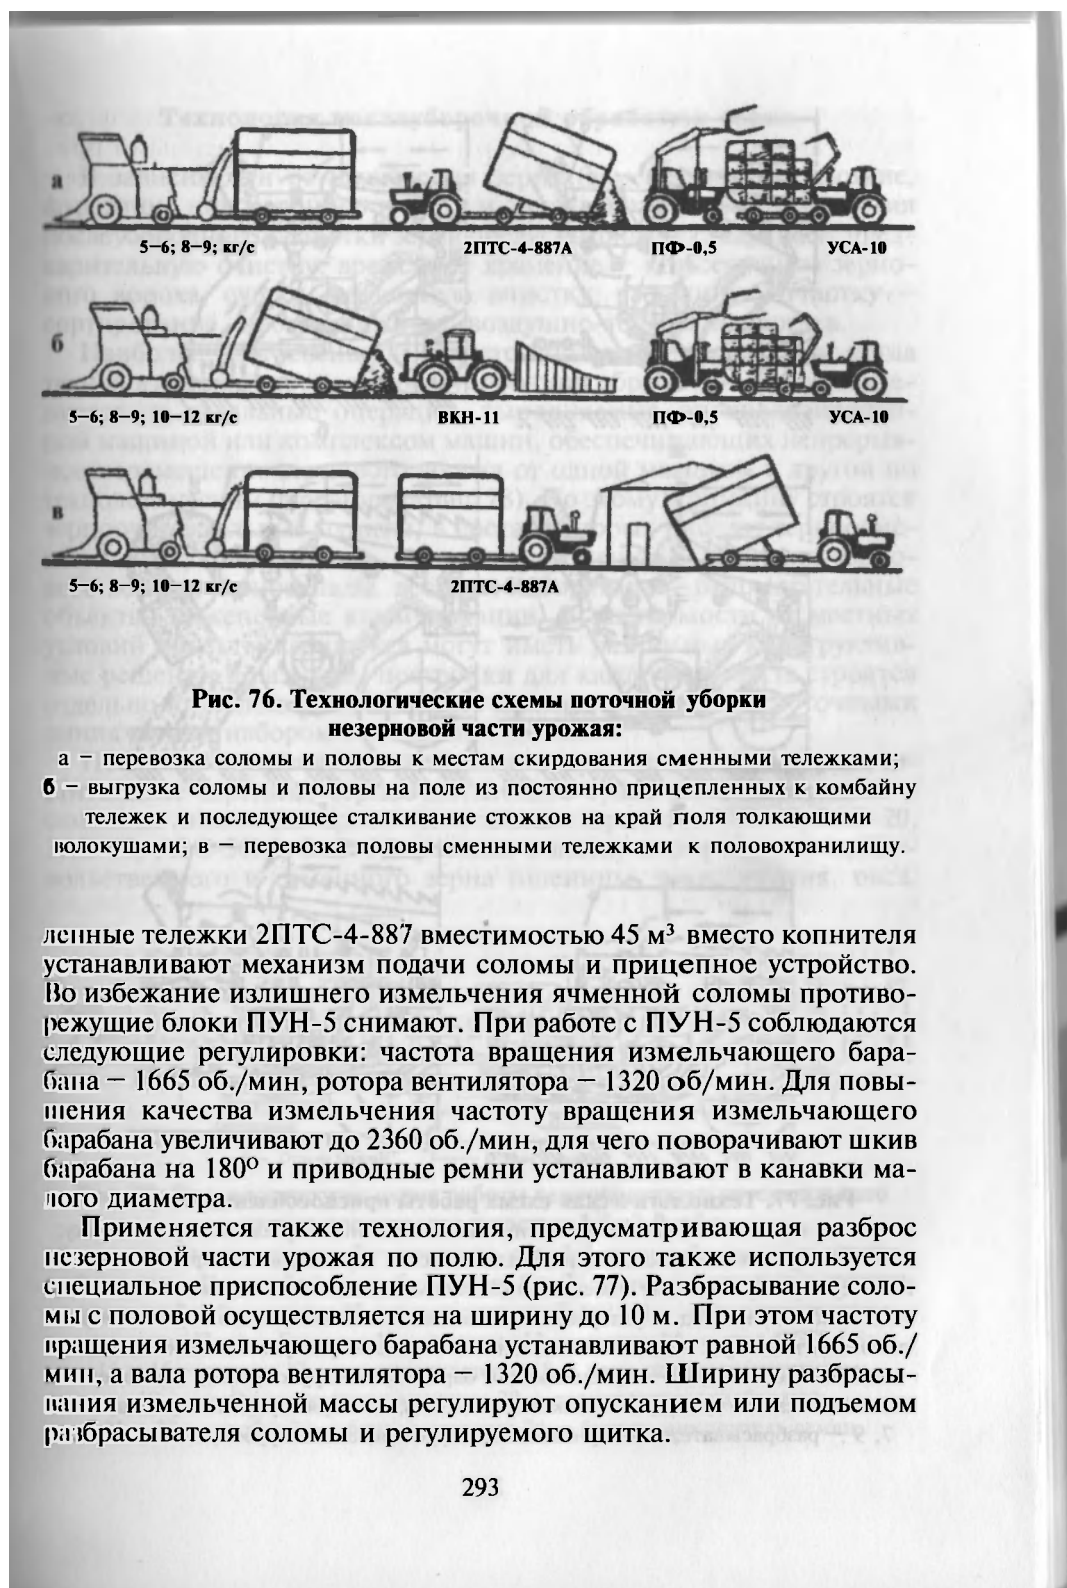 а
5—6; 8—9; кг/с 2ПТС-4-887А ПФ-0,5 УСА-10
б
5—6; 8—9; 10—12 кг/с ВКН-11 ПФ-0,5 УСА-10
в
5—6; 8—9; 10—12 кг/с 2ПТС-4-887А
Рис. 76. Технологические схемы поточной уборки
незерновой части урожая:
а — перевозка соломы и половы к местам скирдования сменными тележками;
б — выгрузка соломы и половы на поле из постоянно прицепленных к комбайну
тележек и последующее сталкивание стожков на край поля толкающими
волокушами; в — перевозка половы сменными тележками к половохранилищу.
ленные тележки 2ПТС-4-887 вместимостью 45 м³ вместо копнителя
устанавливают механизм подачи соломы и прицепное устройство.
Во избежание излишнего измельчения ячменной соломы противо-
режущие блоки ПУН-5 снимают. При работе с ПУН-5 соблюдаются
следующие регулировки: частота вращения измельчающего бара-
бана — 1665 об./мин, ротора вентилятора — 1320 об/мин. Для повы-
шения качества измельчения частоту вращения измельчающего
барабана увеличивают до 2360 об./мин, для чего поворачивают шкив
барабана на 180° и приводные ремни устанавливают в канавки ма-
лого диаметра.
Применяется также технология, предусматривающая разброс
незерновой части урожая по полю. Для этого также используется
специальное приспособление ПУН-5 (рис. 77). Разбрасывание соло-
мы с половой осуществляется на ширину до 10 м. При этом частоту
вращения измельчающего барабана устанавливают равной 1665 об./
мин, а вала ротора вентилятора — 1320 об./мин. Ширину разбрасы-
вания измельченной массы регулируют опусканием или подъемом
разбрасывателя соломы и регулируемого щитка.
293